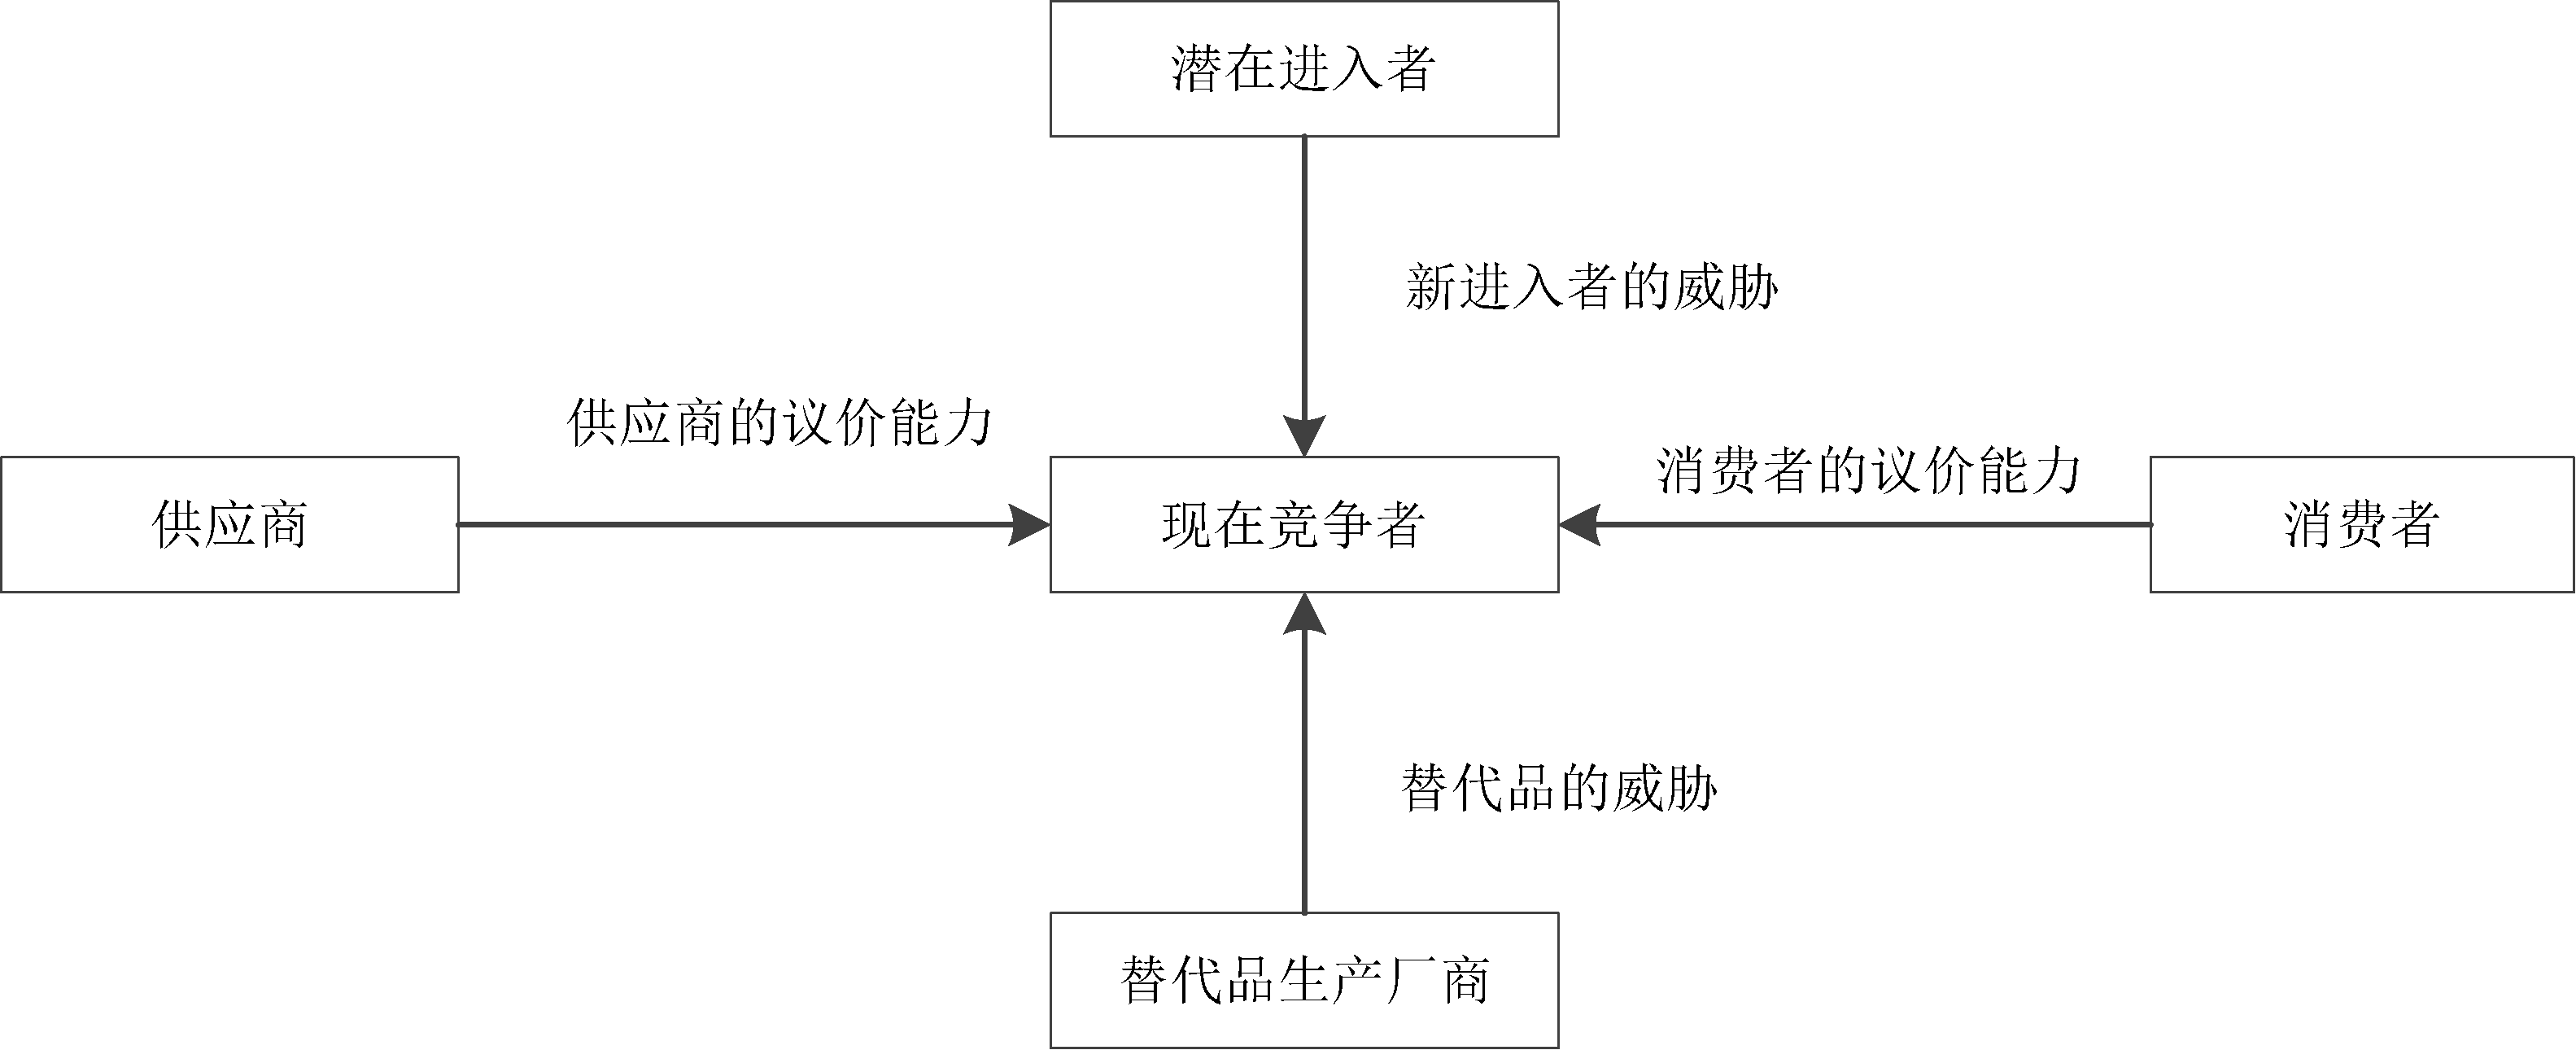 潜在进入者
新进入者的威胁
供应商的议价能力
消费者的议价能力
供应商
现在竞争者
消费者
替代品的威胁
替代品生产厂商